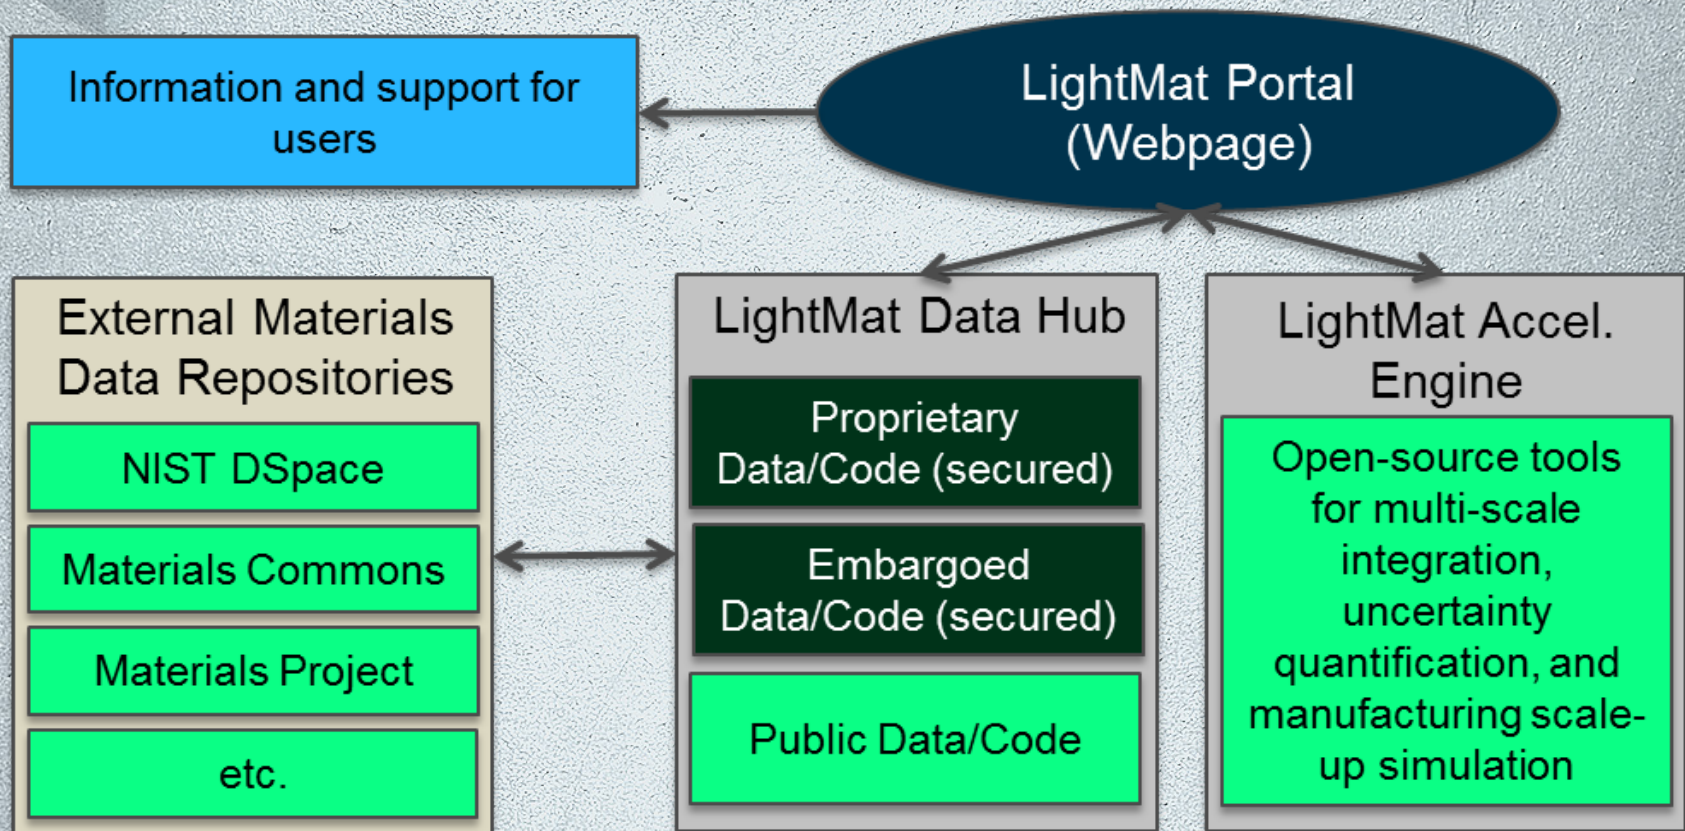 Information and support for
users
LightMat Portal
(Webpage)
External Materials
Data Repositories
NIST DSpace
Materials Commons
Materials Project
etc.
LightMat Data Hub
Proprietary
Data/Code (secured)
Embargoed
Data/Code (secured)
Public Data/Code
LightMat Accel.
Engine
Open-source tools
for multi-scale
integration,
uncertainty
quantification, and
manufacturing scale-
up simulation